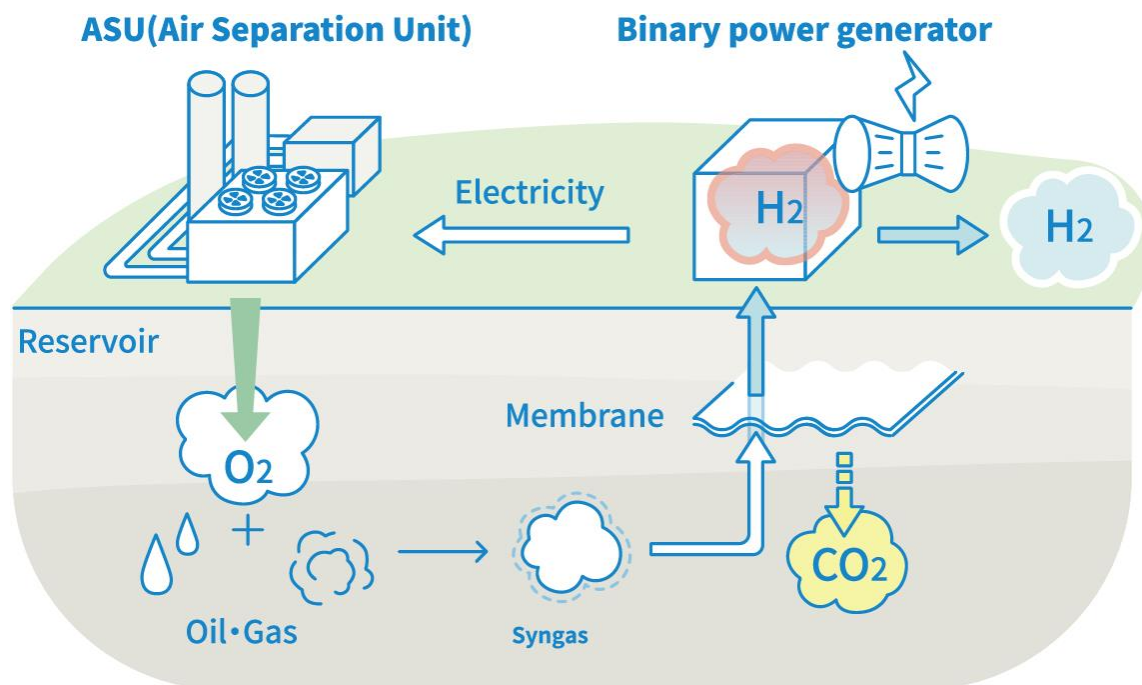 ASU(Air Separation Unit)
Binary power generator
Electricity
H2
H2
Reservoir
Membrane
O2
+
CO2
Oil・Gas
Syngas